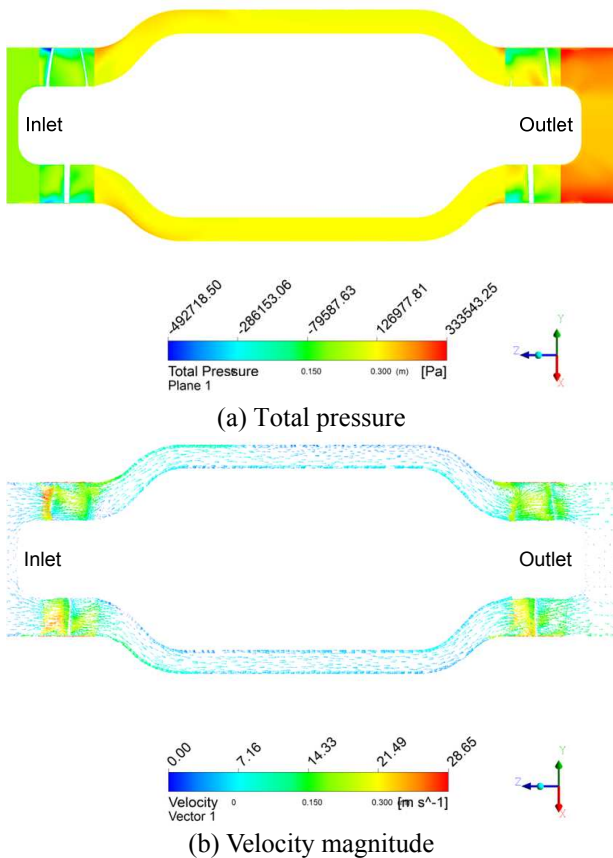 Inlet
Outlet
-492718.50
-286153.06
-79587.63
126977.81
333543.25
Total Pressure
0.150
0.300 (m)
[Pa]
Plane 1
Y
Z
X
(a) Total pressure
Inlet
Outlet
0.00
7.16
14.33
21.49
28.65
Velocity
0
0.150
0.300
[m s^-1]
Vector 1
Y
Z
X
(b) Velocity magnitude